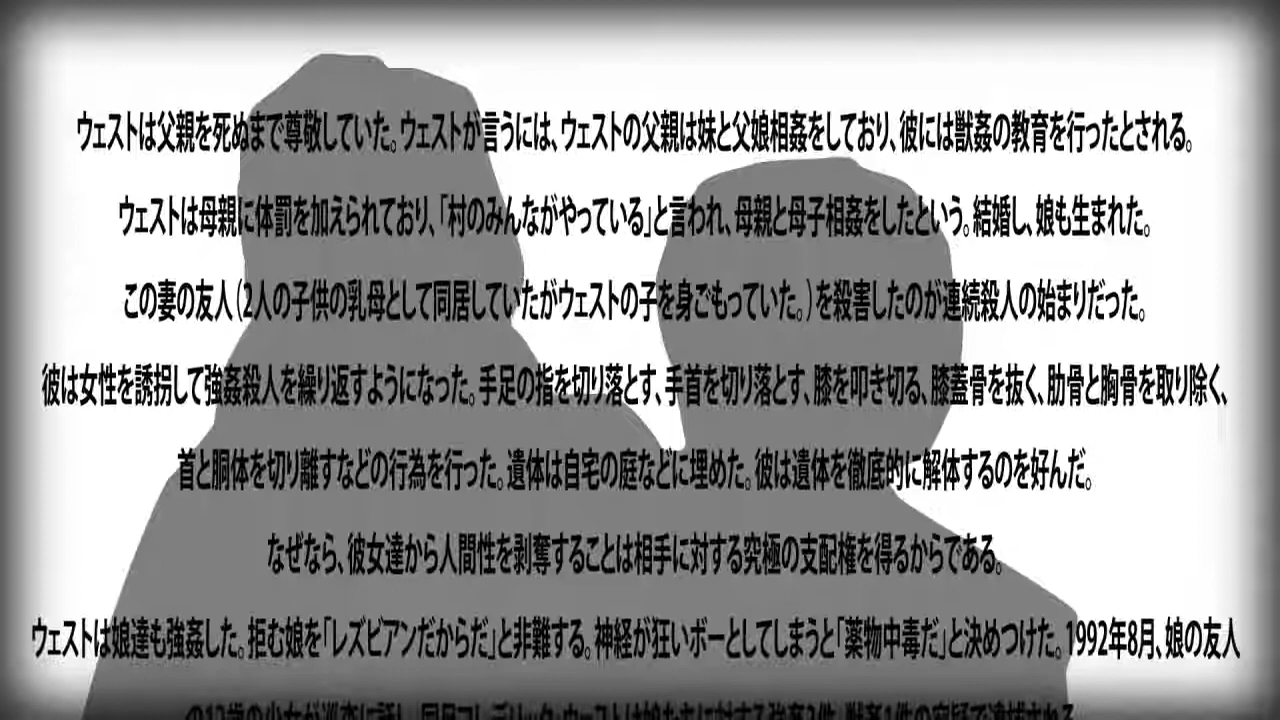 ウェストは父親を死ぬまで尊敬していた。ウェストが言うには、ウェストの父親は妹と父娘相姦をしており、彼には獣姦の教育を行ったとされる。
ウェストは母親に体罰を加えられており、「村のみんながやっている」と言われ、母親と母子相姦をしたという。結婚し、娘も生まれた。
この妻の友人（2人の子供の乳母として同居していたがウェストの子を身ごもっていた。）を殺害したのが連続殺人の始まりだった。
彼は女性を誘拐して強姦殺人を繰り返すようになった。手足の指を切り落とす、手首を切り落とす、膝を叩き切る、膝蓋骨を抜く、肋骨と胸骨を取り除く、
首と胴体を切り離すなどの行為を行った。遺体は自宅の庭などに埋めた。彼は遺体を徹底的に解体するのを好んだ。
なぜなら、彼女達から人間性を剥奪することは相手に対する究極の支配権を得るからである。
ウェストは娘達も強姦した。拒む娘を「レズビアンだからだ」と非難する。神経が狂いボーとしてしまうと「薬物中毒だ」と決めつけた。1992年8月、娘の友人